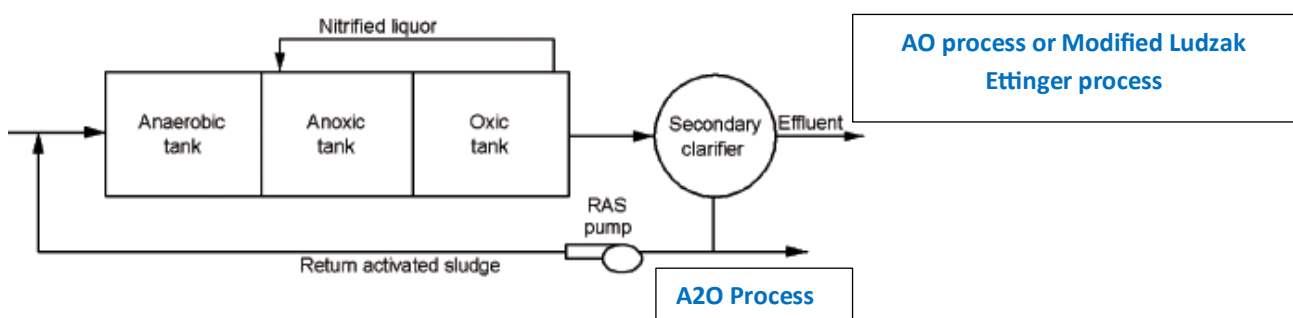 Nitrified liquor
AO process or Modified Ludzak
Ettinger process
Anaerobic
tank
Anoxic
tank
Oxic
tank
Secondary
clarifier
Effluent
RAS
pump
Return activated sludge
A2O Process